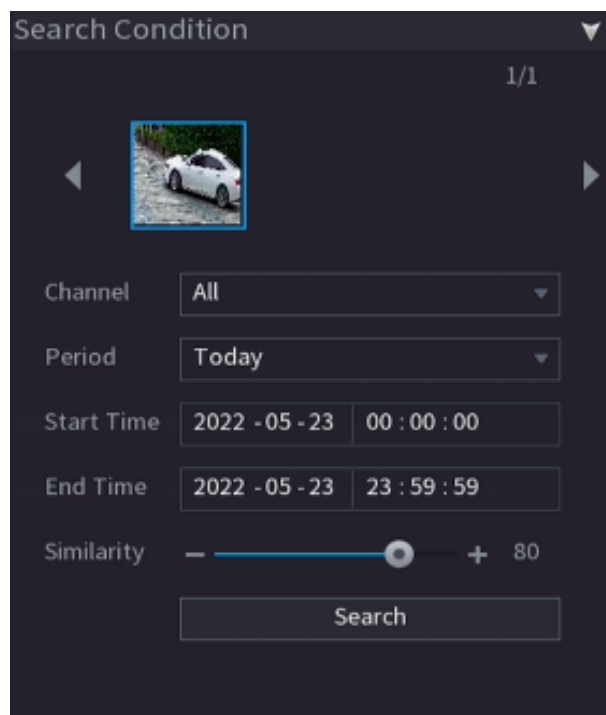 Search Condition
1/1
Channel All
Period Today
Start Time 2022 -05 -23 00 : 00 : 00
End Time 2022 -05 -23 23 : 59 : 59
Similarity 80
Search